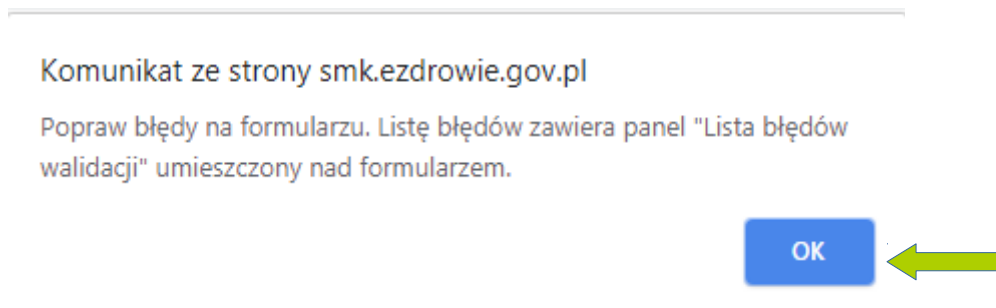 Komunikat ze strony smk.ezdrowie.gov.pl
Popraw błędy na formularzu. Listę błędów zawiera panel "Lista błędów
walidacji" umieszczony nad formularzem.
OK